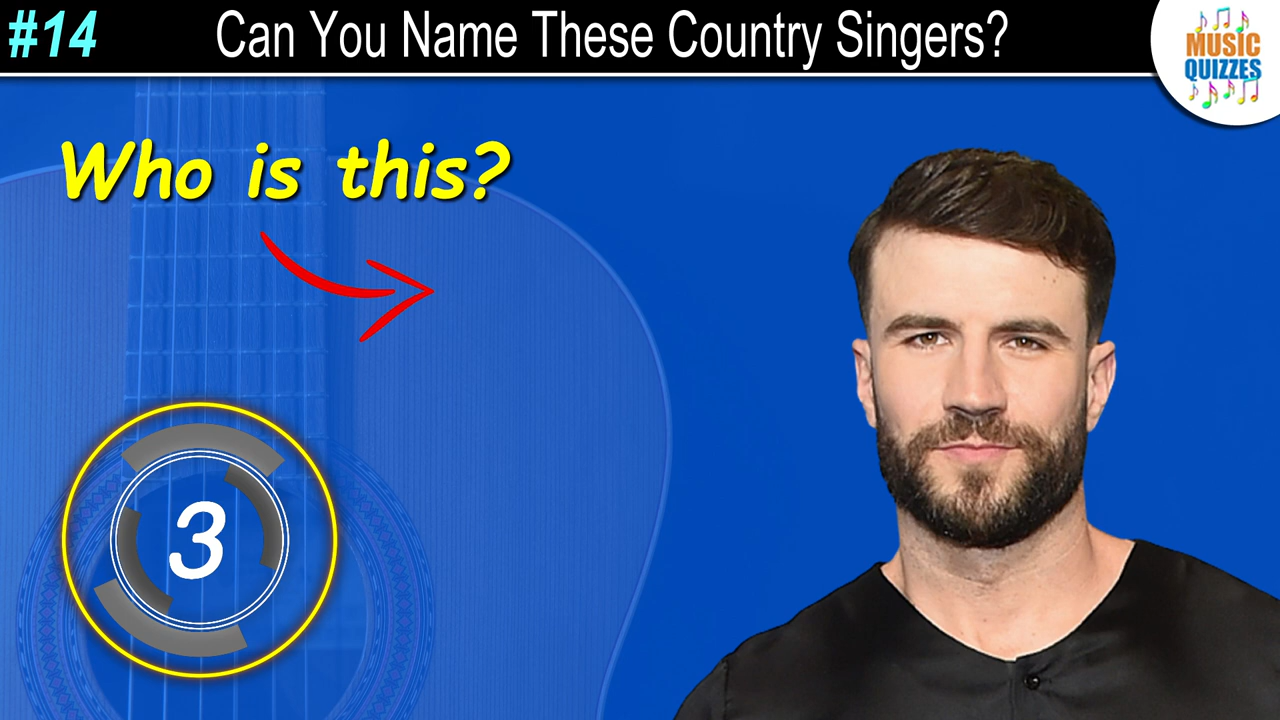 #14
Can You Name These Country Singers?
MUSIC
QUIZZES
Who is this?
3